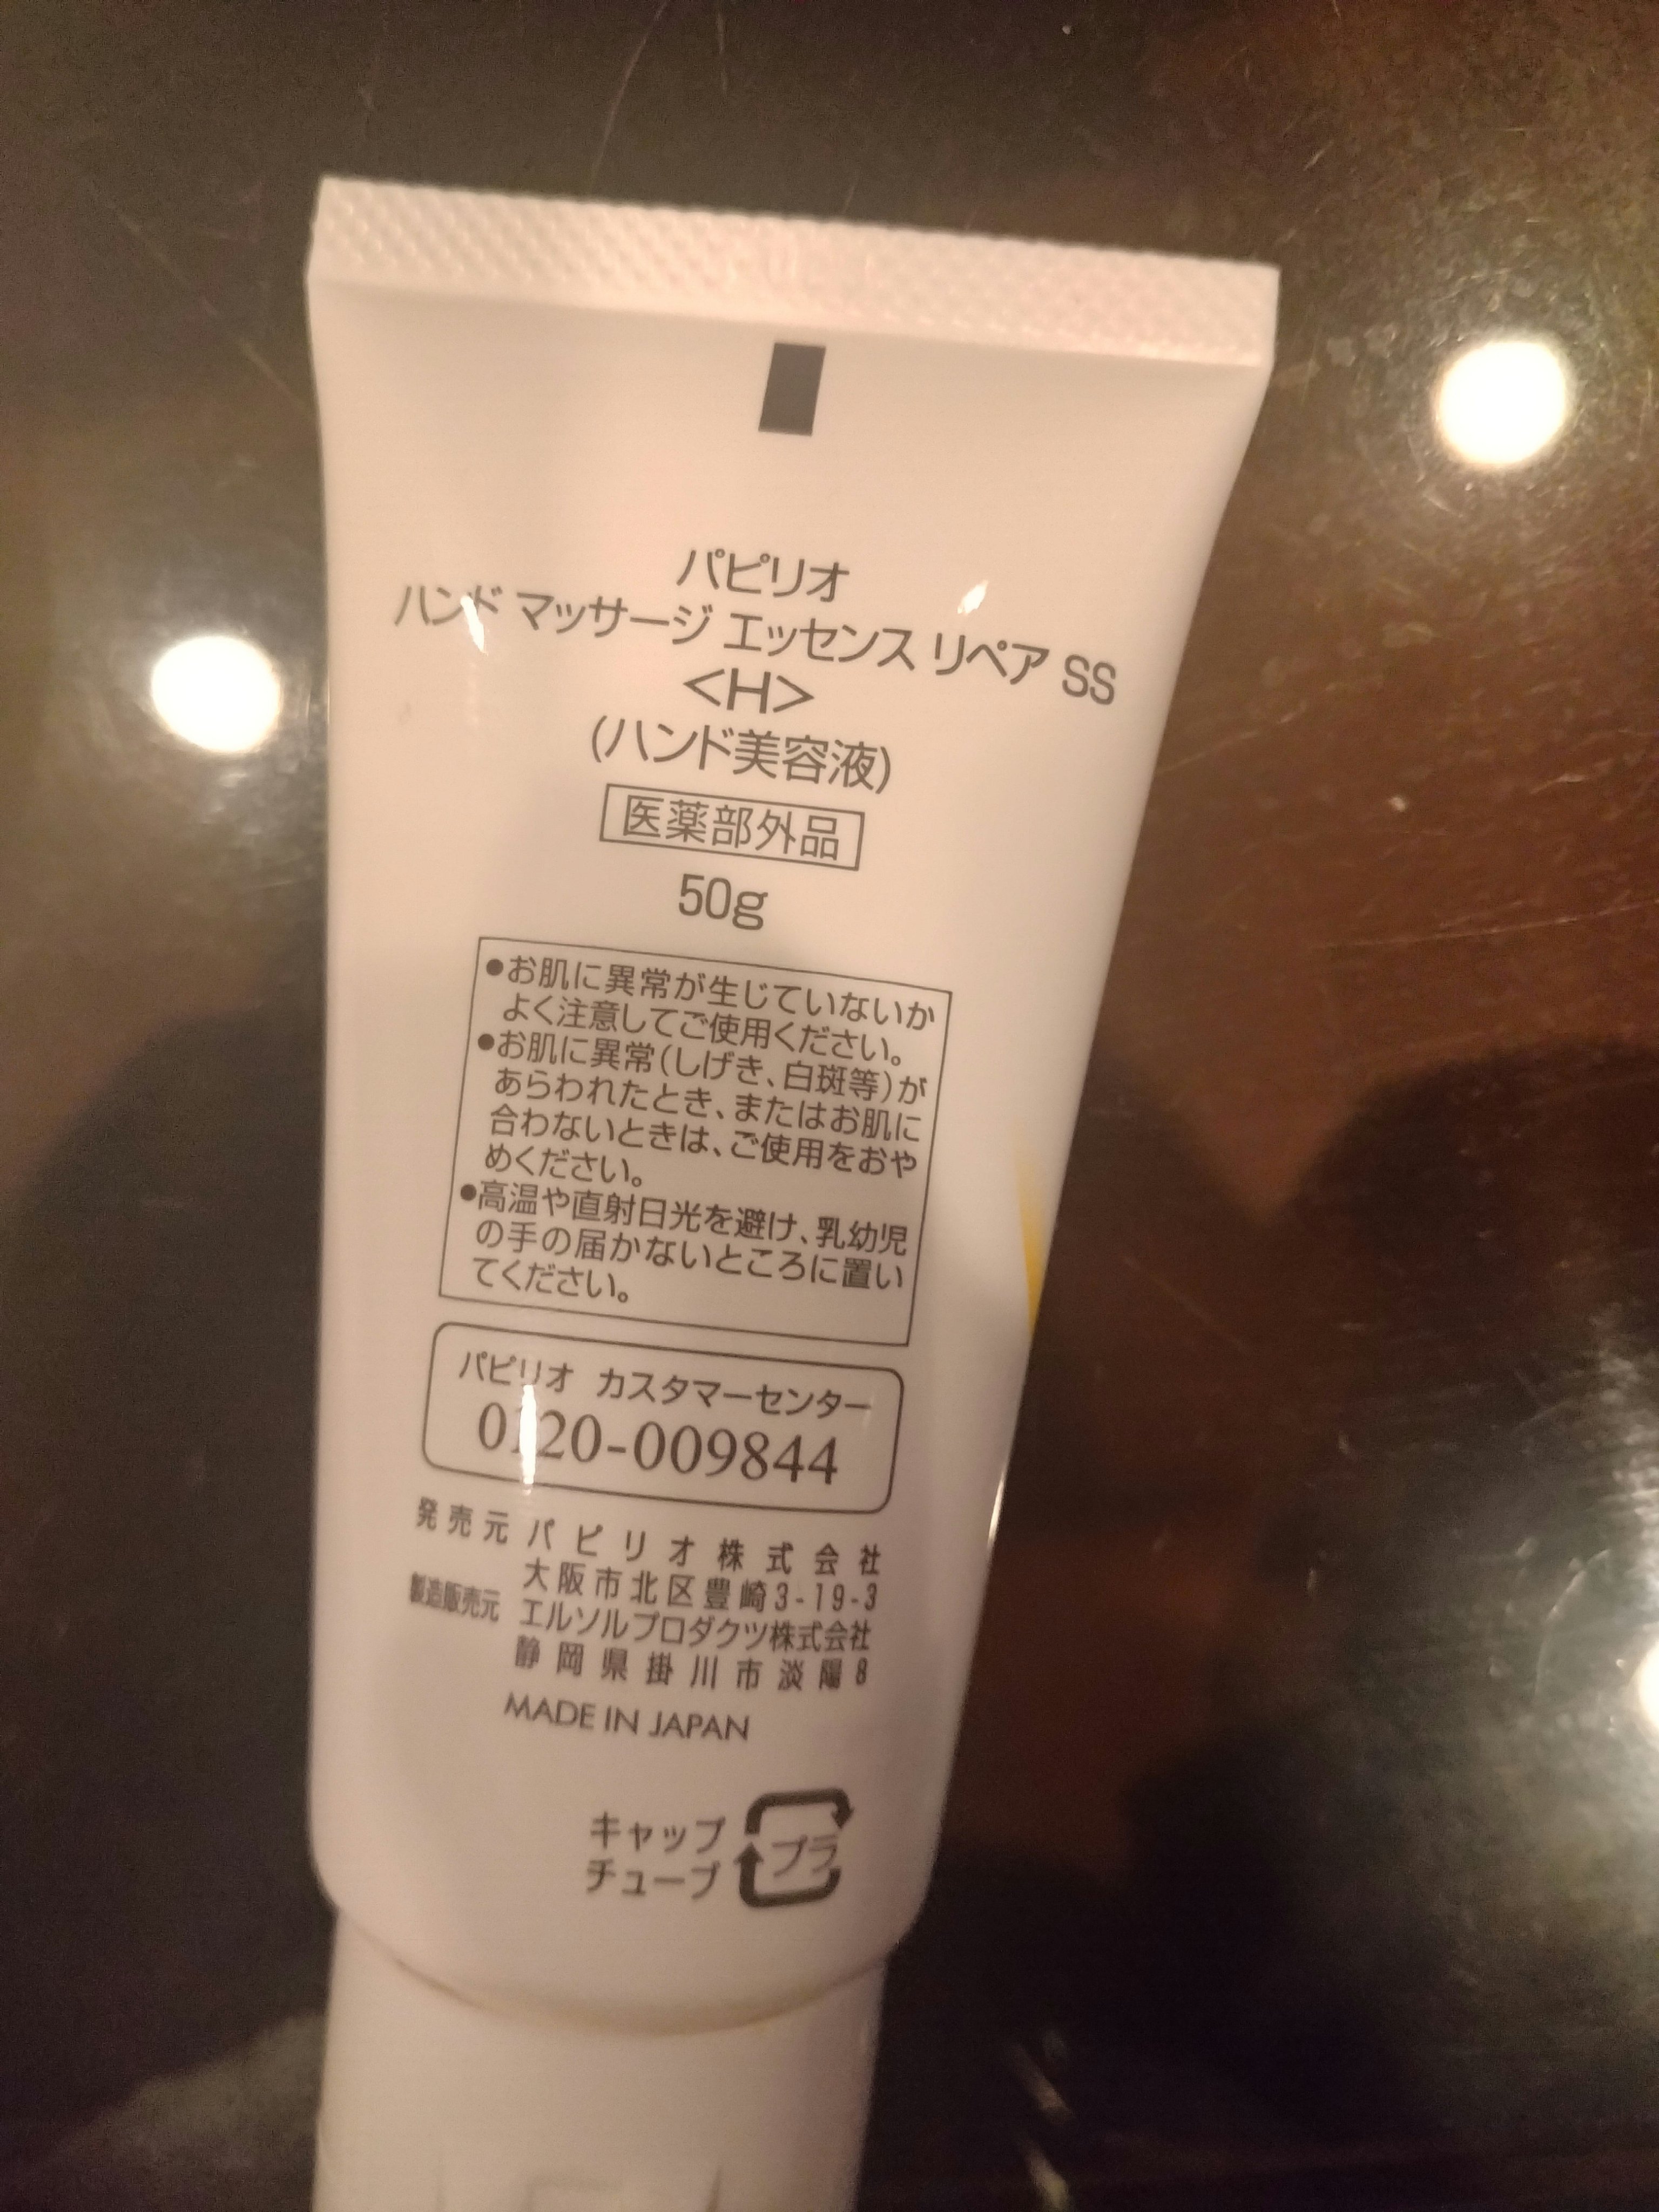 パピリオ
ハンド マッサージ エッセンス リペア SS
<H>
(ハンド美容液)
医薬部外品
50g
●お肌に異常が生じていないか
よく注意してご使用ください。
●お肌に異常(しげき、白斑等)が
あらわれたとき、またはお肌に
合わないときは、ご使用をおや
めください。
●高温や直射日光を避け、乳幼児
の手の届かないところに置い
てください。
パピリオ カスタマーセンター
0120-009844
発売元 パピリオ株式会社
大阪市北区豊崎3-19-3
製造販売元 エルソルプロダクツ株式会社
静岡県掛川市淡陽8
MADE IN JAPAN
キャップ
チューブ
プラ